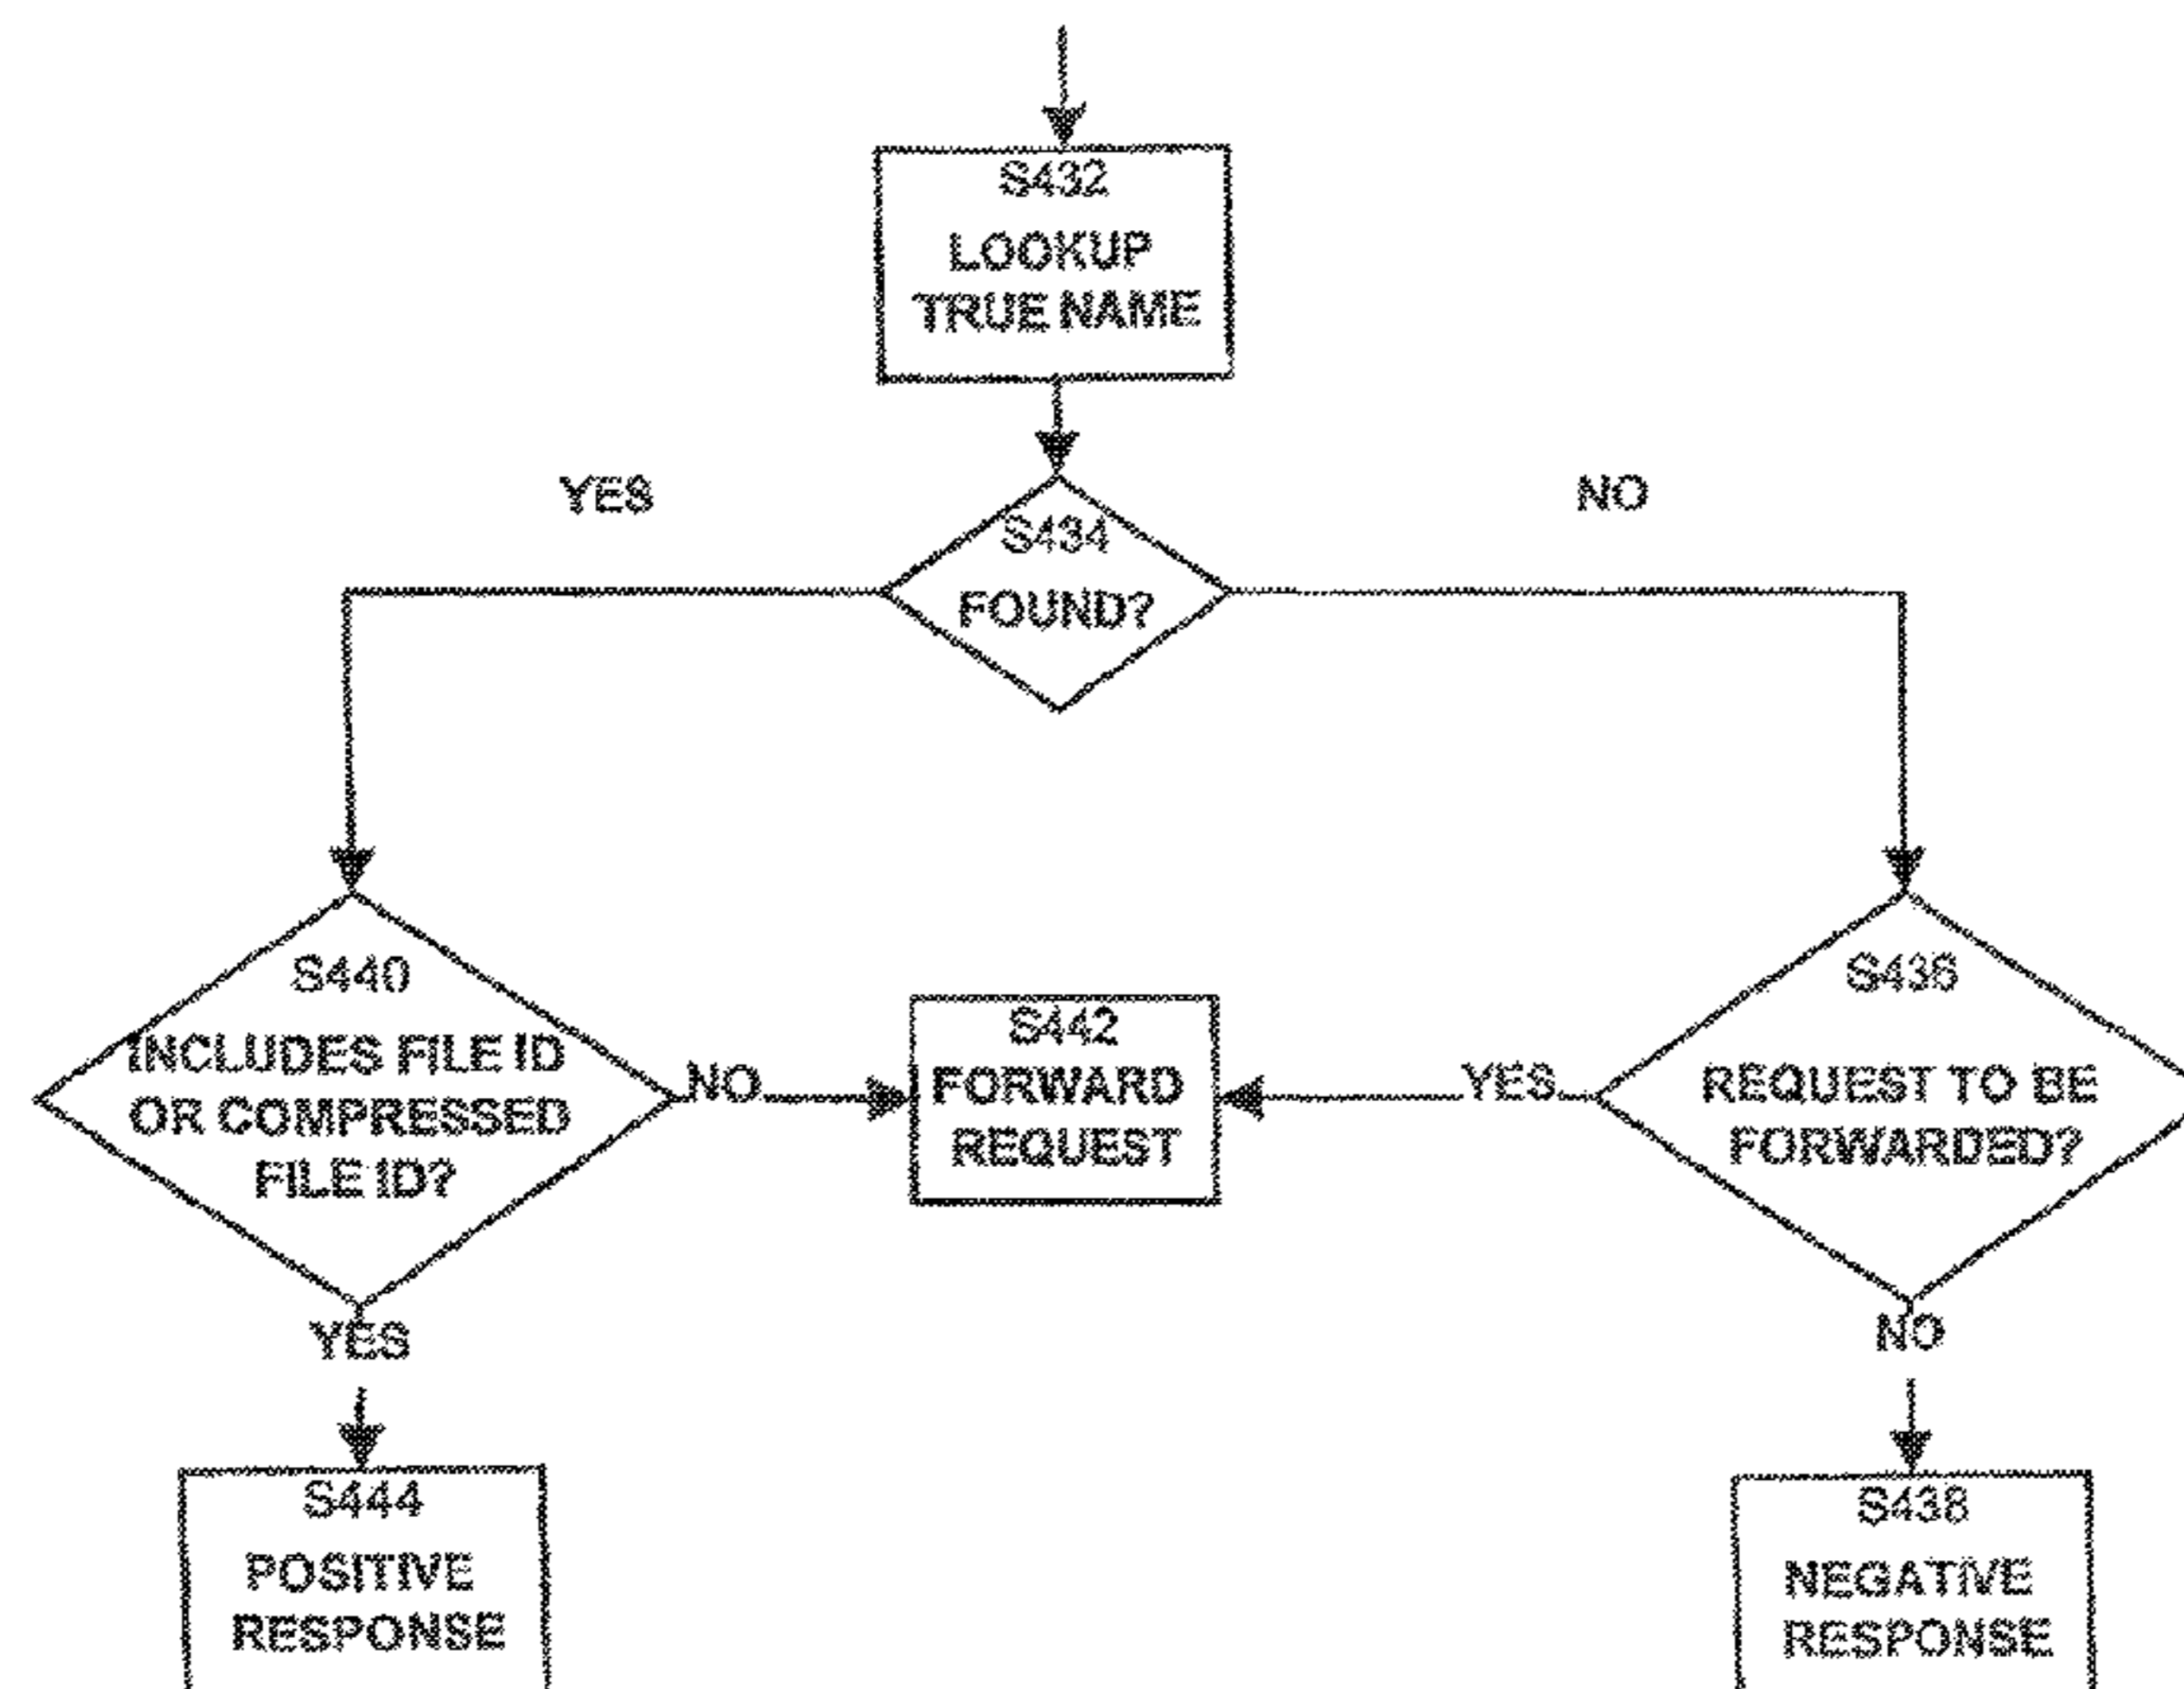 S432
LOOKUP
TRUE NAME
YES
NO
S434
FOUND?
S440
INCLUDES FILE ID
OR COMPRESSED
FILE ID?
NO
S442
FORWARD
REQUEST
YES
S436
REQUEST TO BE
FORWARDED?
YES
NO
S444
POSITIVE
RESPONSE
S438
NEGATIVE
RESPONSE